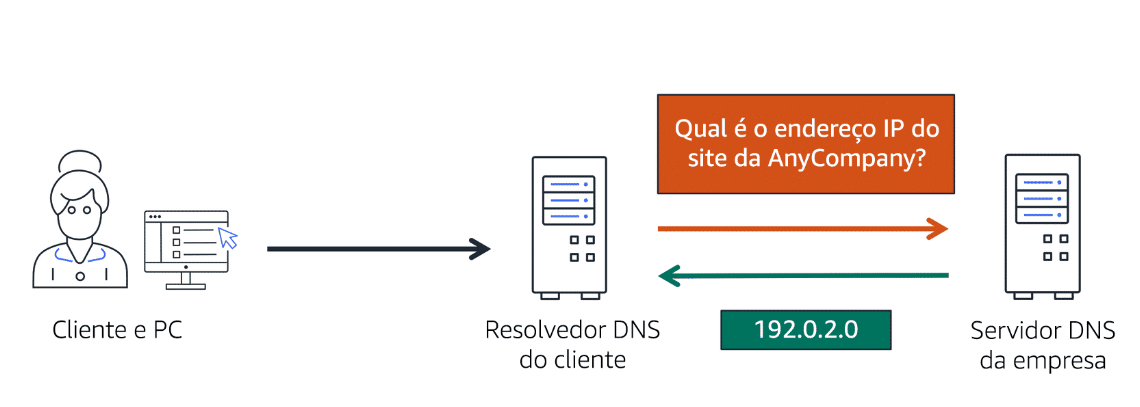 Qual é o endereço IP do
site da AnyCompany?
192.0.2.0
Cliente e PC
Resolvedor DNS
do cliente
Servidor DNS
da empresa